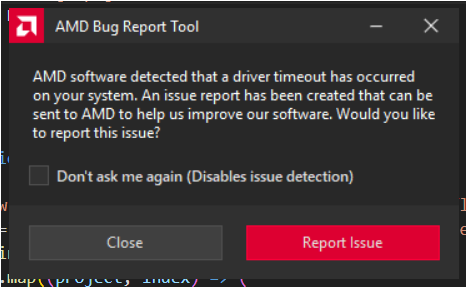 AMD Bug Report Tool
AMD software detected that a driver timeout has occurred
on your system. An issue report has been created that can be
sent to AMD to help us improve our software. Would you like
to report this issue?
Don't ask me again (Disables issue detection)
Close
Report Issue
.map((project, index) => (